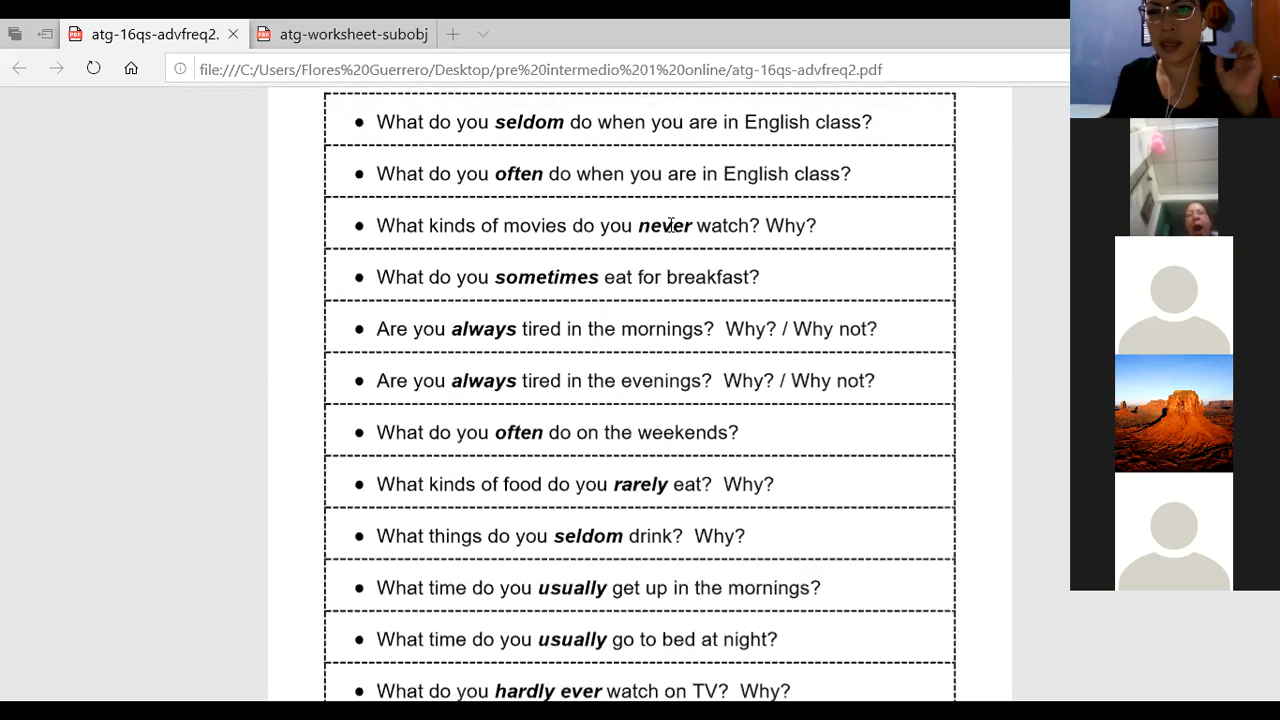 atg-16qs-advfreq2.
atg-worksheet-subobj
file:///C:/Users/Flores%20Guerrero/Desktop/pre%20intermedio%201%20online/atg-16qs-advfreq2.pdf
• What do you seldom do when you are in English class?
• What do you often do when you are in English class?
• What kinds of movies do you never watch? Why?
• What do you sometimes eat for breakfast?
• Are you always tired in the mornings? Why? / Why not?
• Are you always tired in the evenings? Why? / Why not?
• What do you often do on the weekends?
• What kinds of food do you rarely eat? Why?
• What things do you seldom drink? Why?
• What time do you usually get up in the mornings?
• What time do you usually go to bed at night?
• What do you hardly ever watch on TV? Why?